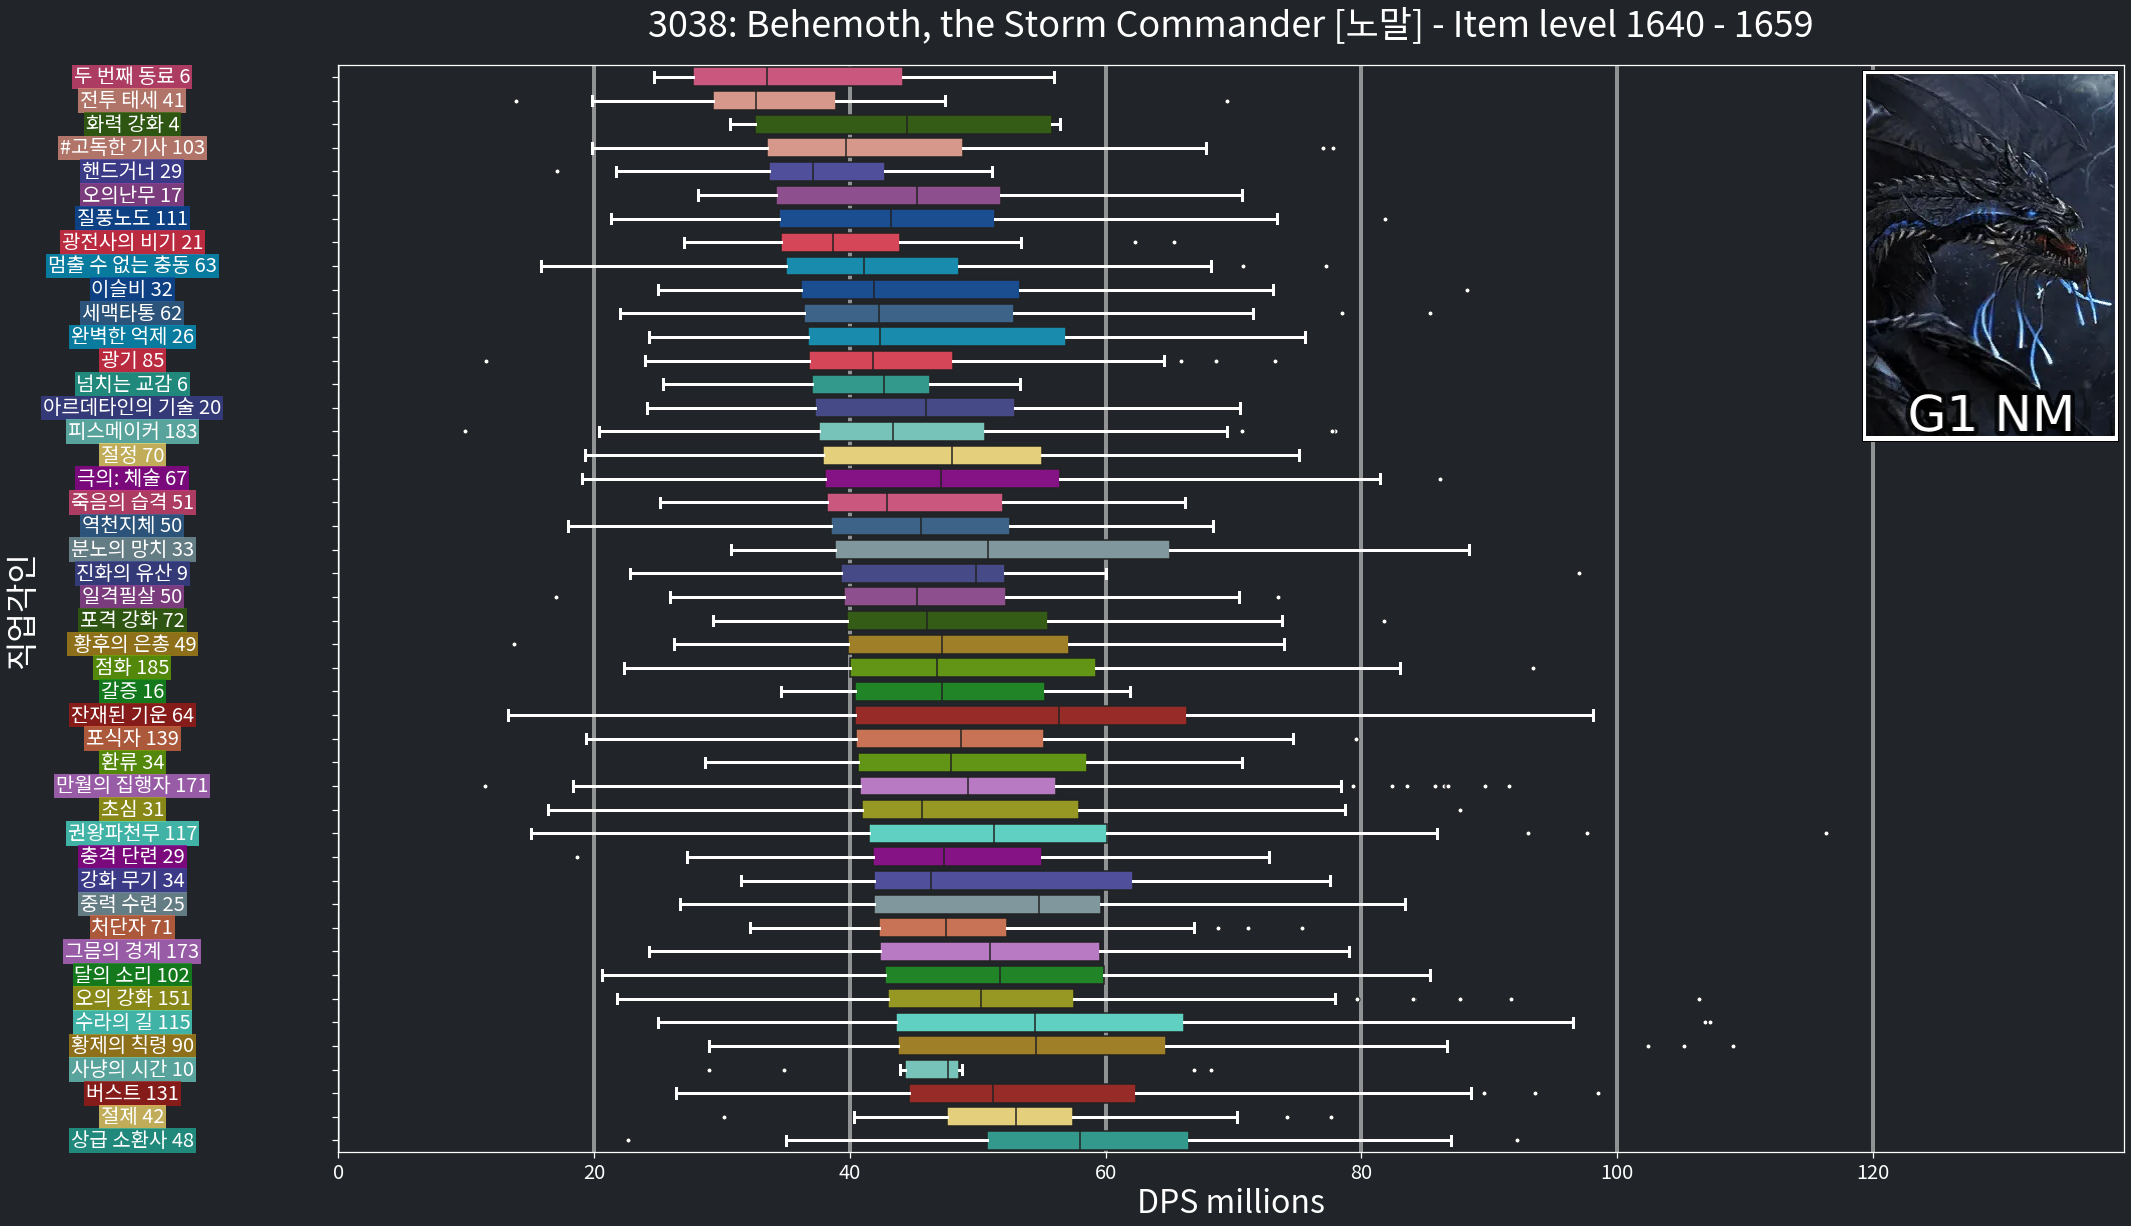 3038: Behemoth, the Storm Commander [노말] - Item level 1640 - 1659
두 번째 동료 6
전투 태세 41
화력 강화 4
#고독한 기사 103
핸드거너 29
오의난무 17
질풍노도 111
광전사의 비기 21
멈출 수 없는 충동 63
이슬비 32
세맥타통 62
완벽한 억제 26
광기 85
넘치는 교감 6
아르데타인의 기술 20
피스메이커 183
절정 70
극의: 체술 67
죽음의 습격 51
역천지체 50
분노의 망치 33
진화의 유산 9
일격필살 50
포격 강화 72
황후의 은총 49
점화 185
갈증 16
잔재된 기운 64
포식자 139
환류 34
만월의 집행자 171
초심 31
권왕파천무 117
충격 단련 29
강화 무기 34
중력 수련 25
처단자 71
그믐의 경계 173
달의 소리 102
오의 강화 151
수라의 길 115
황제의 칙령 90
사냥의 시간 10
버스트 131
절제 42
상급 소환사 48
직업각인
G1 NM
0 20 40 60 80 100 120
DPS millions